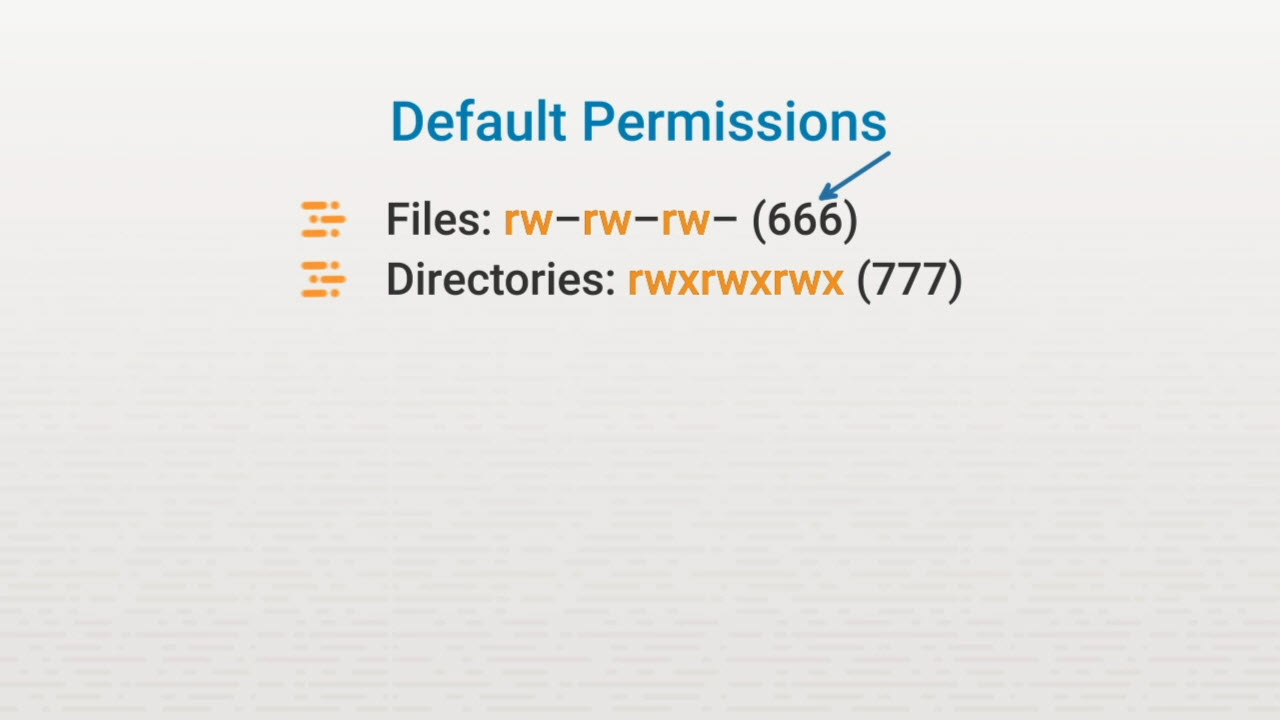 Default Permissions
Files: rw–rw–rw– (666)
Directories: rwxrwxrwx (777)